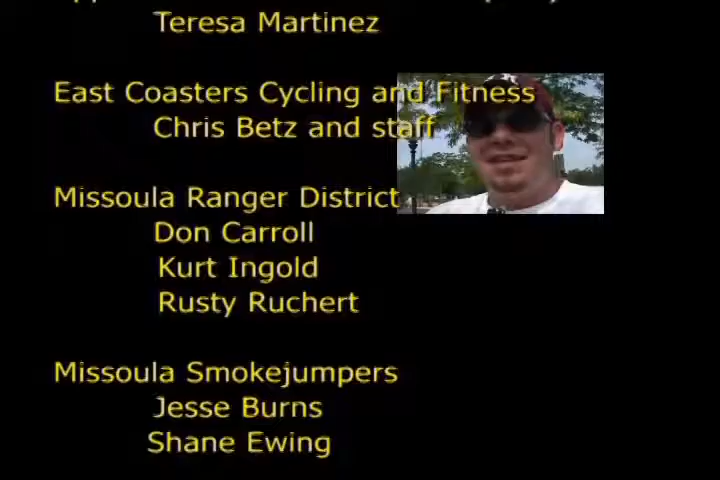 Teresa Martinez
East Coasters Cycling and Fitness
Chris Betz and staff
Missoula Ranger District
Don Carroll
Kurt Ingold
Rusty Ruchert
Missoula Smokejumpers
Jesse Burns
Shane Ewing